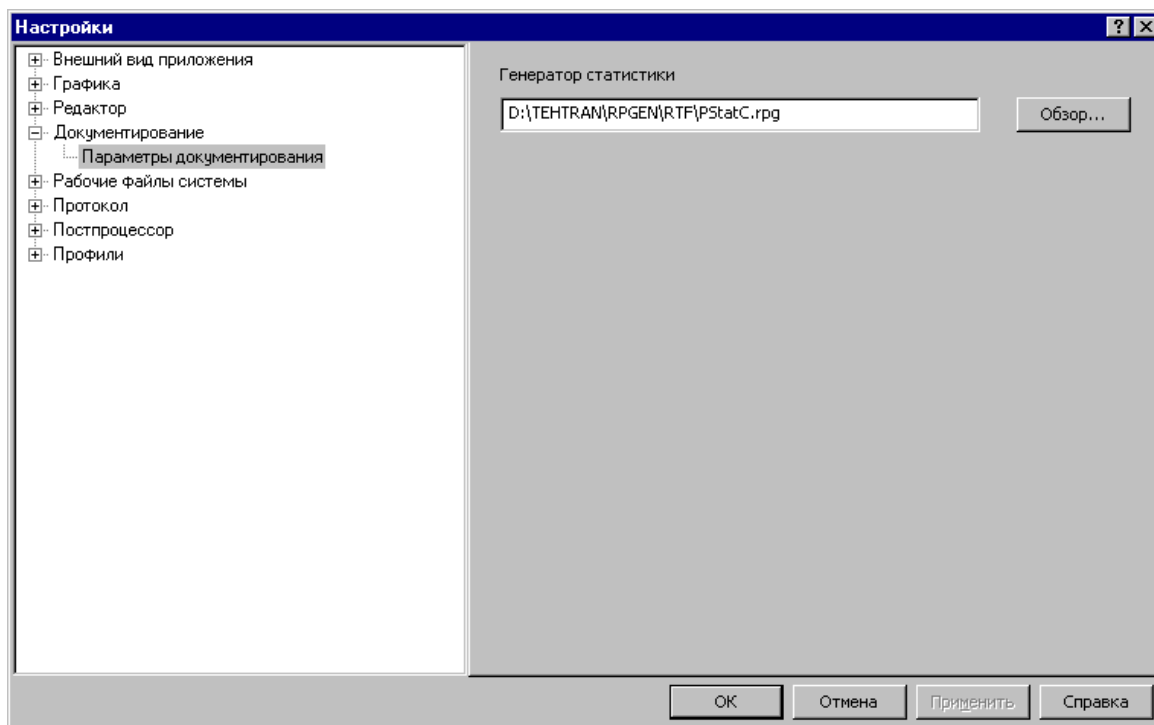 Настройки
Внешний вид приложения
Графика
Редактор
Документирование
Параметры документирования
Рабочие файлы системы
Протокол
Постпроцессор
Профили
Генератор статистики
D:\TEHTRAN\RPGEN\RTF\PStatC.rpg
Обзор...
ОК
Отмена
Применить
Справка